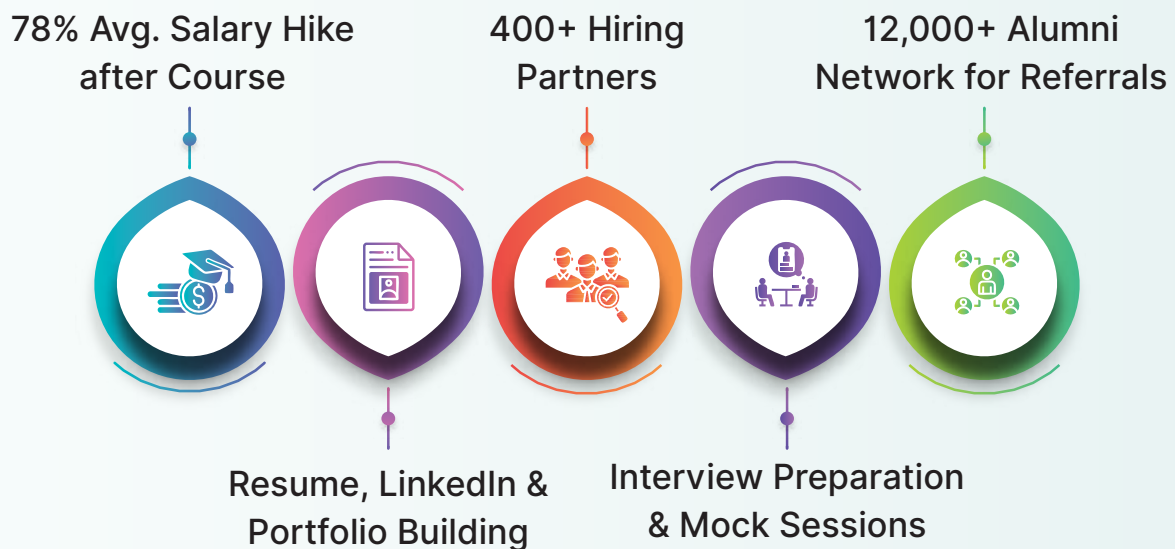 78% Avg. Salary Hike
after Course
400+ Hiring
Partners
12,000+ Alumni
Network for Referrals
Resume, LinkedIn &
Portfolio Building
Interview Preparation
& Mock Sessions